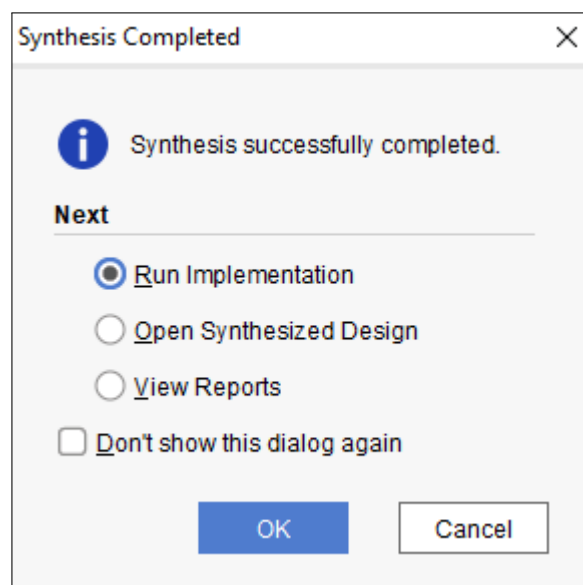 Synthesis Completed
Synthesis successfully completed.
Next
Run Implementation
Open Synthesized Design
View Reports
Don't show this dialog again
OK
Cancel